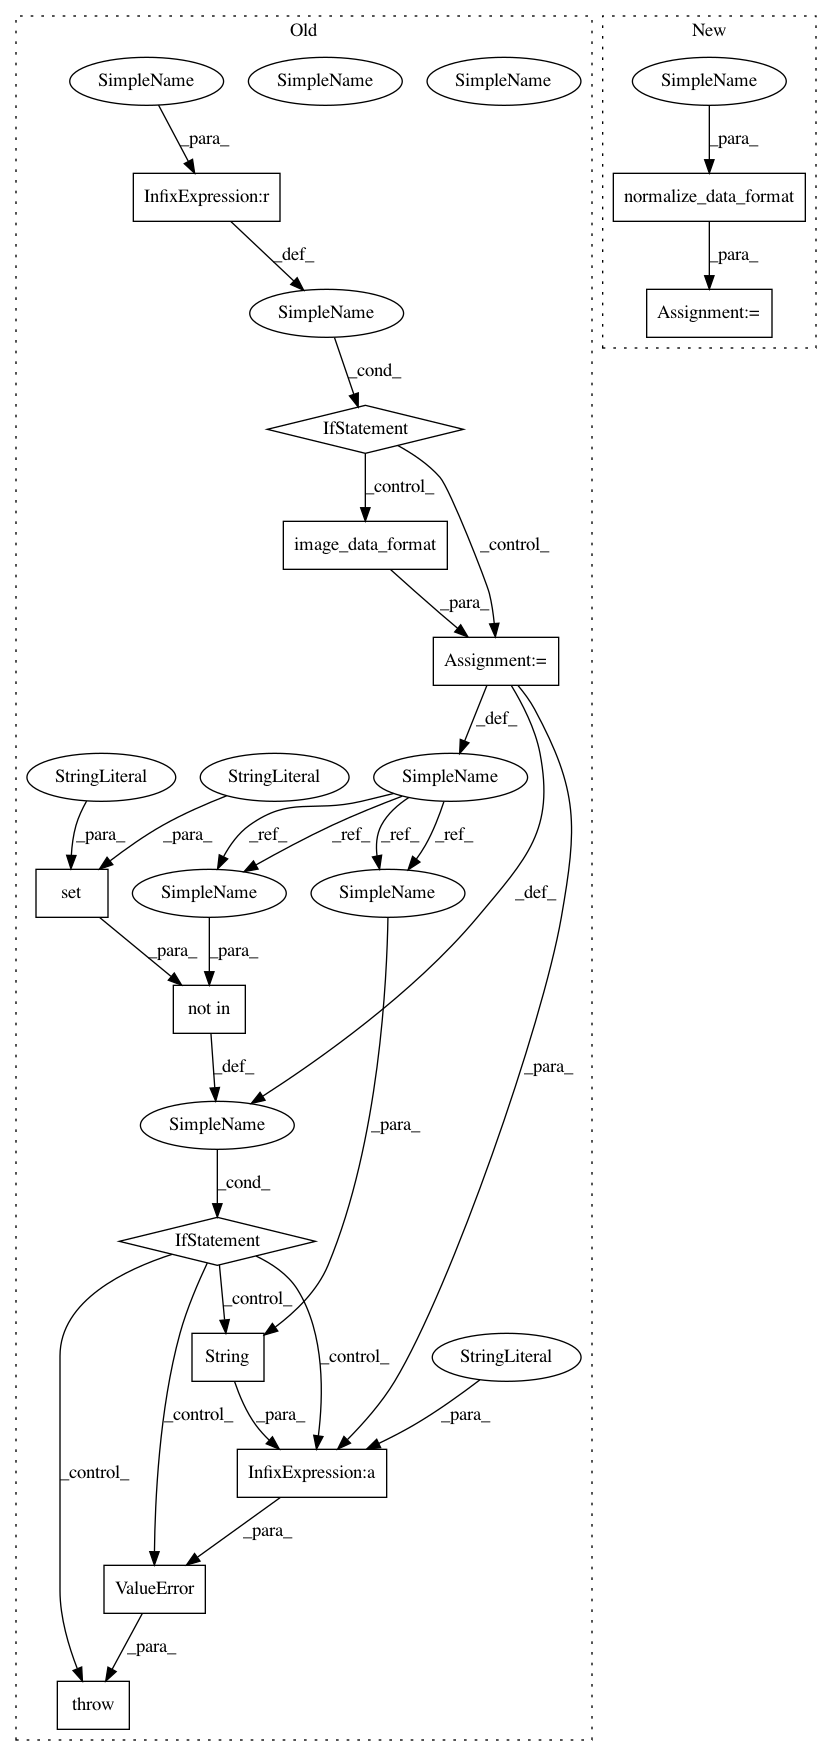 Old
New
SimpleName
SimpleName
SimpleName
SimpleName
_para_
_para_
InfixExpression:r
normalize_data_format
_def_
_para_
SimpleName
Assignment:=
_cond_
IfStatement
_control_
image_data_format
_control_
_para_
Assignment:=
_def_
StringLiteral
StringLiteral
SimpleName
_para_
_para_
_ref_
_ref_
_ref_
_ref_
set
SimpleName
SimpleName
_def_
_para_
_para_
not in
_def_
_para_
SimpleName
_para_
_cond_
IfStatement
_control_
String
StringLiteral
_control_
_control_
_para_
_para_
_control_
InfixExpression:a
_para_
ValueError
_para_
throw